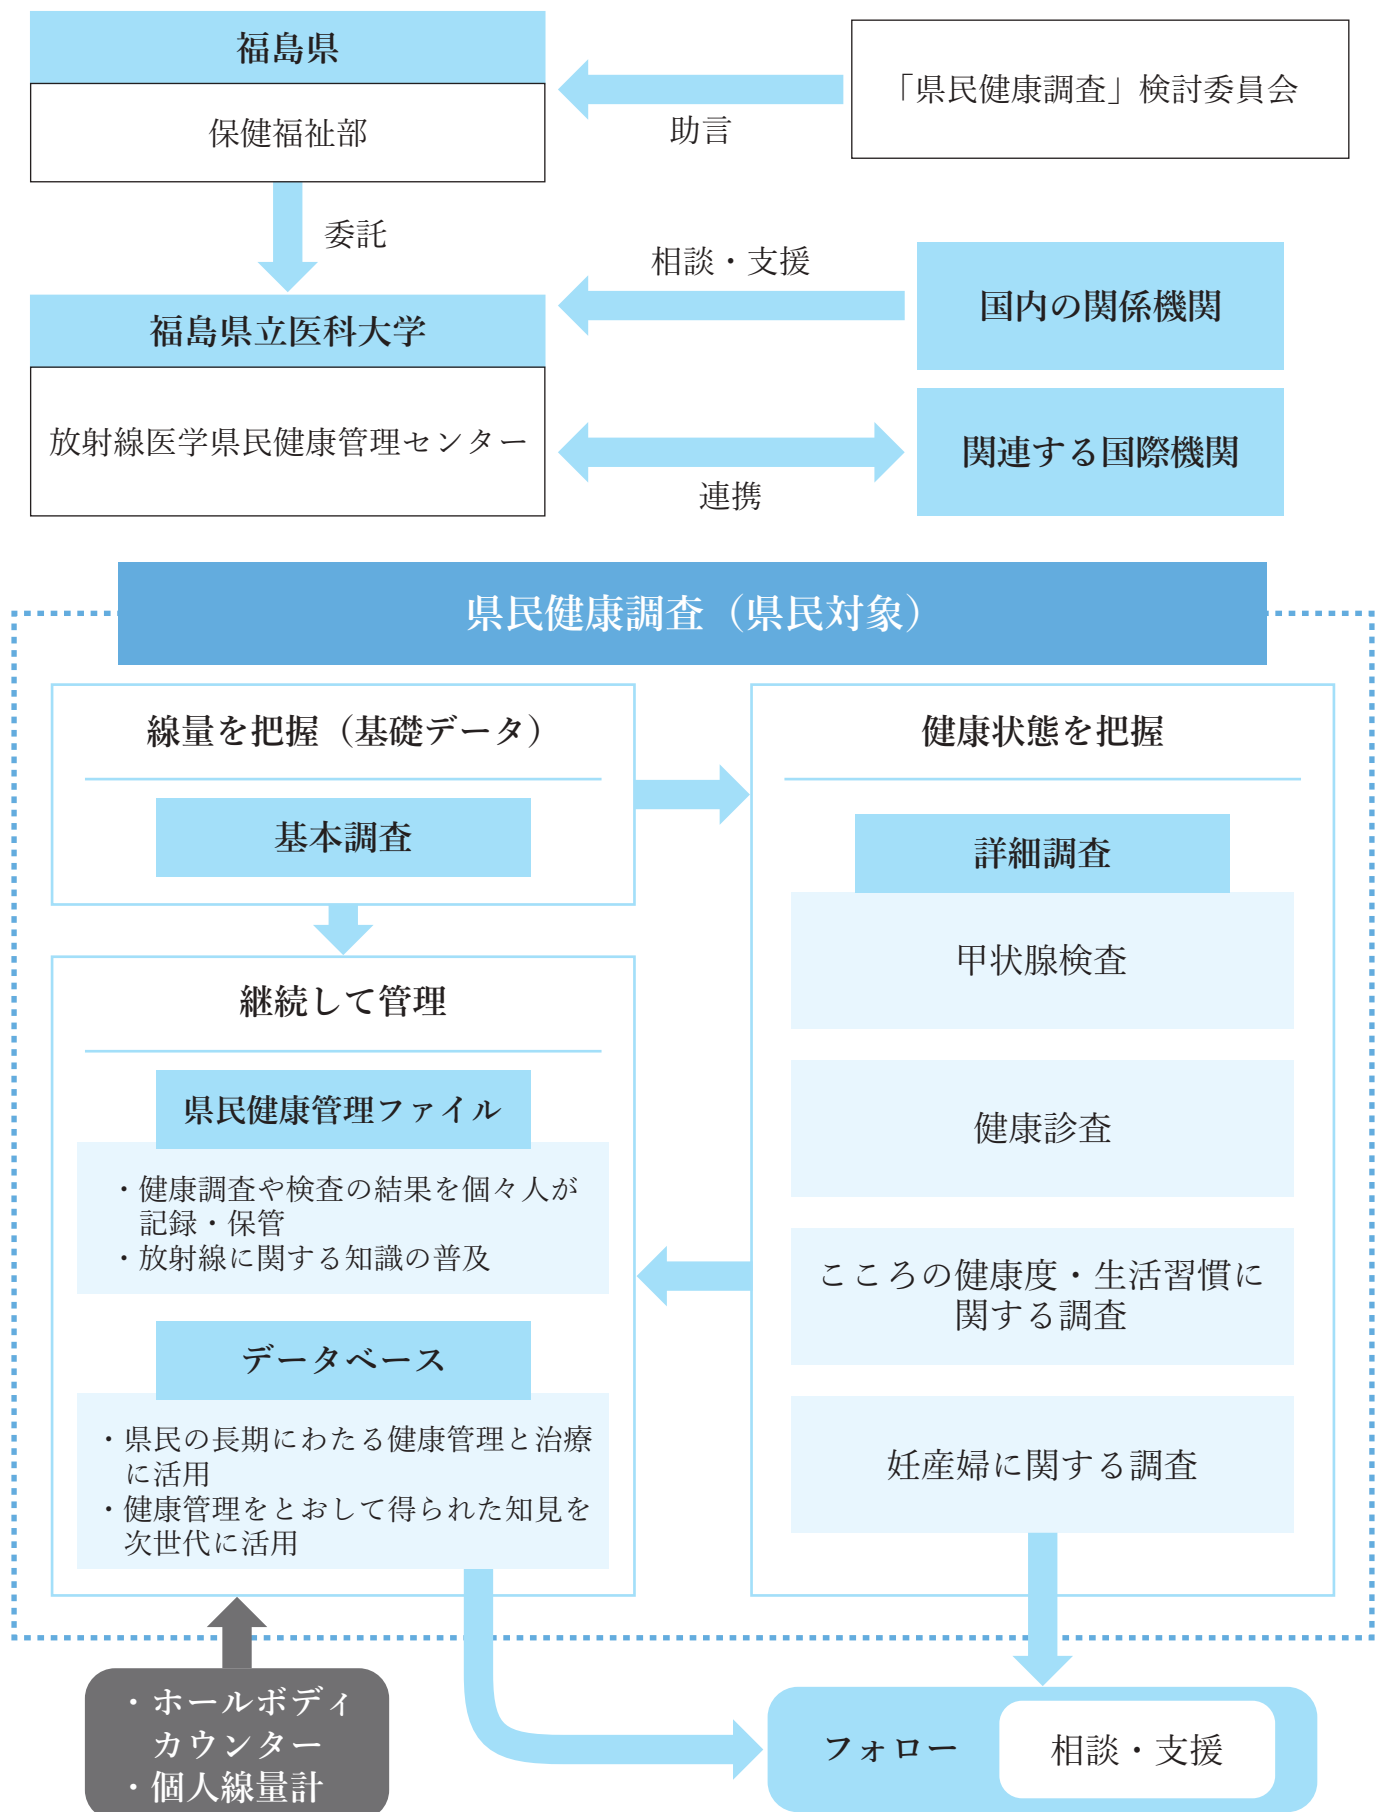 福島県
保健福祉部
「県民健康調査」検討委員会
助言
委託
相談・支援
国内の関係機関
福島県立医科大学
放射線医学県民健康管理センター
関連する国際機関
連携
県民健康調査（県民対象）
線量を把握（基礎データ）
基本調査
健康状態を把握
詳細調査
甲状腺検査
健康診査
こころの健康度・生活習慣に
関する調査
妊産婦に関する調査
継続して管理
県民健康管理ファイル
・健康調査や検査の結果を個々人が
記録・保管
・放射線に関する知識の普及
データベース
・県民の長期にわたる健康管理と治療
に活用
・健康管理をとおして得られた知見を
次世代に活用
・ホールボディ
カウンター
・個人線量計
フォロー
相談・支援